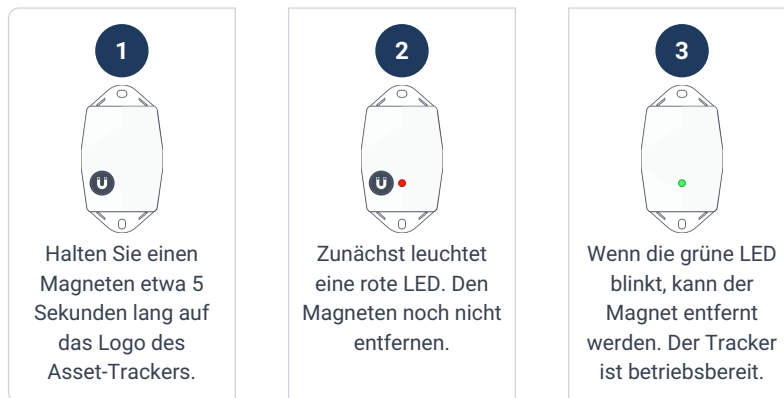 1
Halten Sie einen
Magneten etwa 5
Sekunden lang auf
das Logo des
Asset-Trackers.
2
Zunächst leuchtet
eine rote LED. Den
Magneten noch nicht
entfernen.
3
Wenn die grüne LED
blinkt, kann der
Magnet entfernt
werden. Der Tracker
ist betriebsbereit.